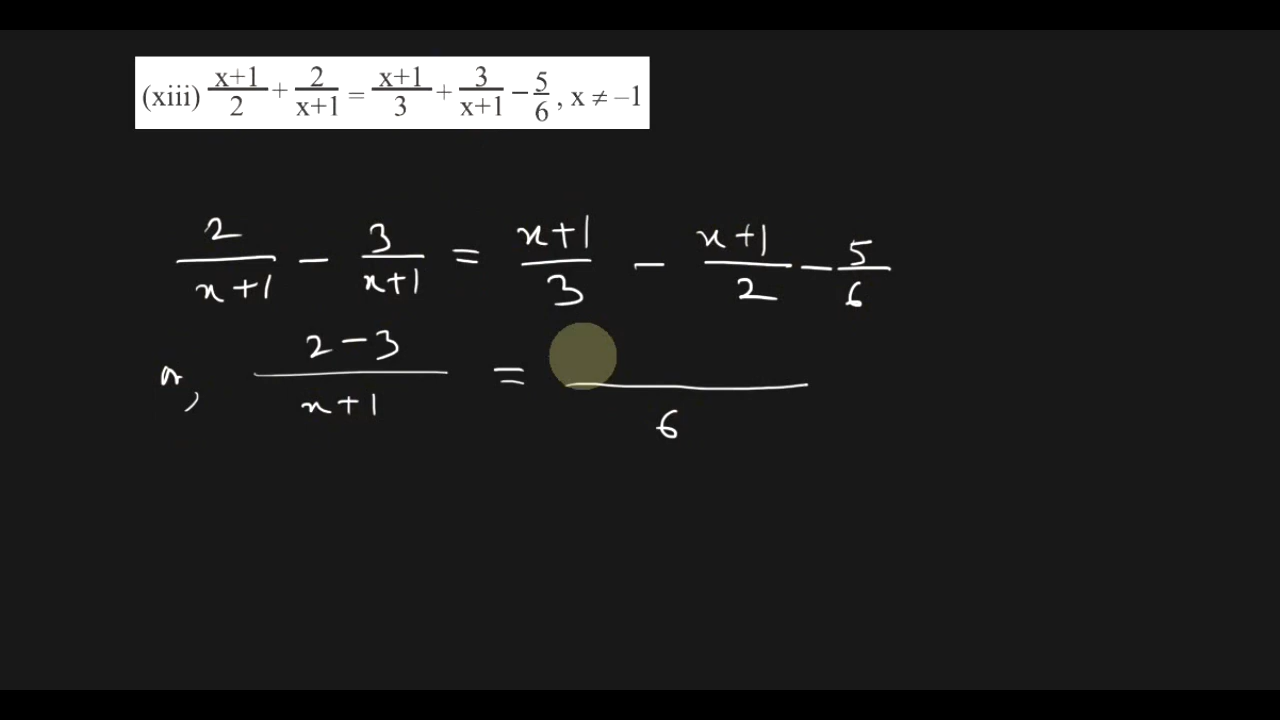 (xiii) (x+1)/2 + 2/(x+1) = (x+1)/3 + 3/(x+1) − 5/6, x ≠ −1
2/(x+1) − 3/(x+1) = (x+1)/3 − (x+1)/2 − 5/6
or, (2−3)/(x+1) = /6